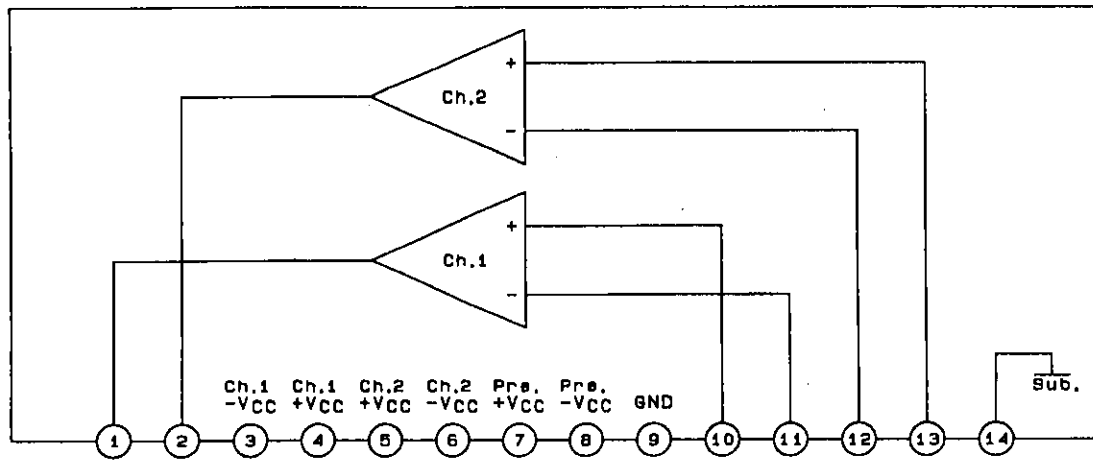 +
Ch.2
-
+
Ch.1
-
Ch.1 Ch.1 Ch.2 Ch.2 Pre. Pre.
-VCC +VCC +VCC -VCC +VCC -VCC GND
Sub.
1 2 3 4 5 6 7 8 9 10 11 12 13 14